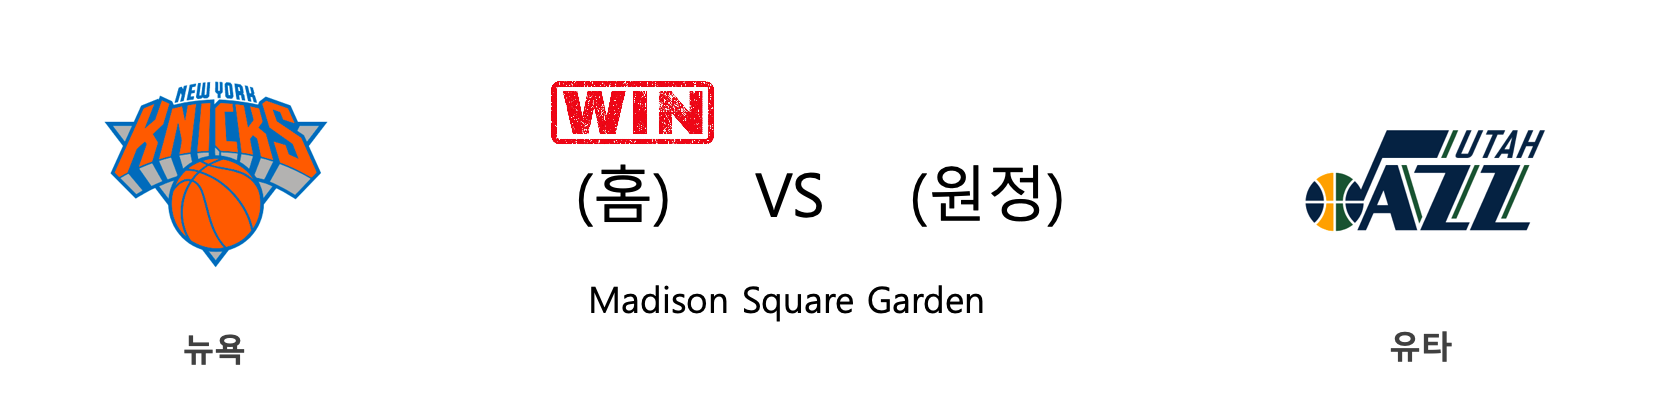 NEW YORK
KNICKS
WIN
(홈) VS (원정)
UTAH
JAZZ
Madison Square Garden
뉴욕
유타